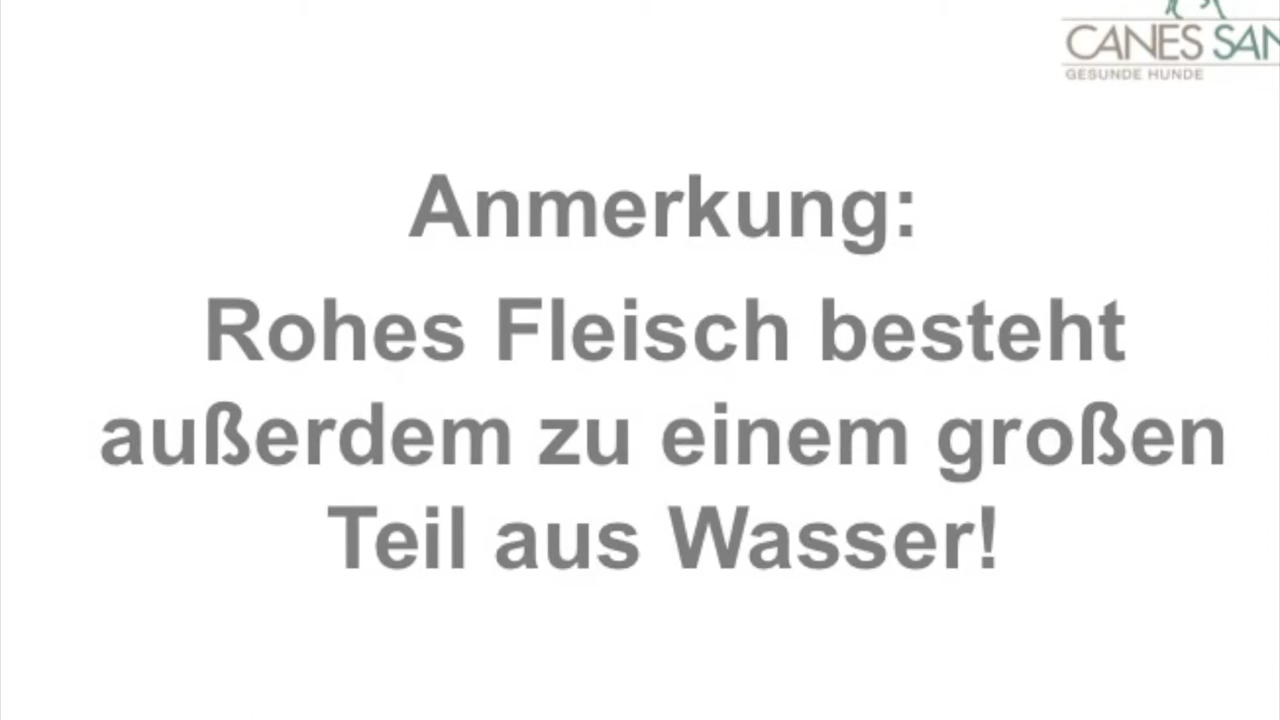 CANES SAN
GESUNDE HUNDE
Anmerkung:
Rohes Fleisch besteht
außerdem zu einem großen
Teil aus Wasser!